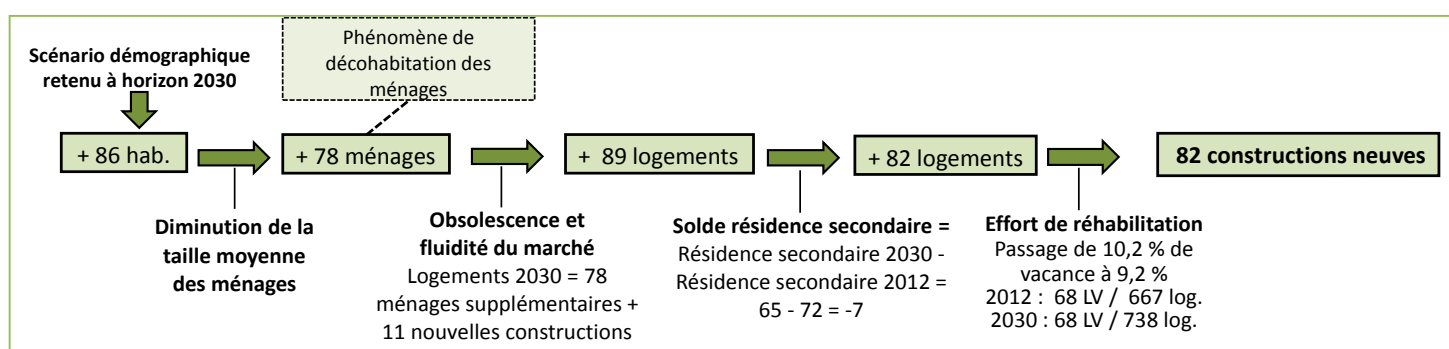 Scénario démographique
retenu à horizon 2030
Phénomène de
décohabitation des
ménages
+ 86 hab.
+ 78 ménages
+ 89 logements
+ 82 logements
82 constructions neuves
Diminution de la
taille moyenne
des ménages
Obsolescence et
fluidité du marché
Logements 2030 = 78
ménages supplémentaires +
11 nouvelles constructions
Solde résidence secondaire =
Résidence secondaire 2030 -
Résidence secondaire 2012 =
65 - 72 = -7
Effort de réhabilitation
Passage de 10,2 % de
vacance à 9,2 %
2012 : 68 LV / 667 log.
2030 : 68 LV / 738 log.